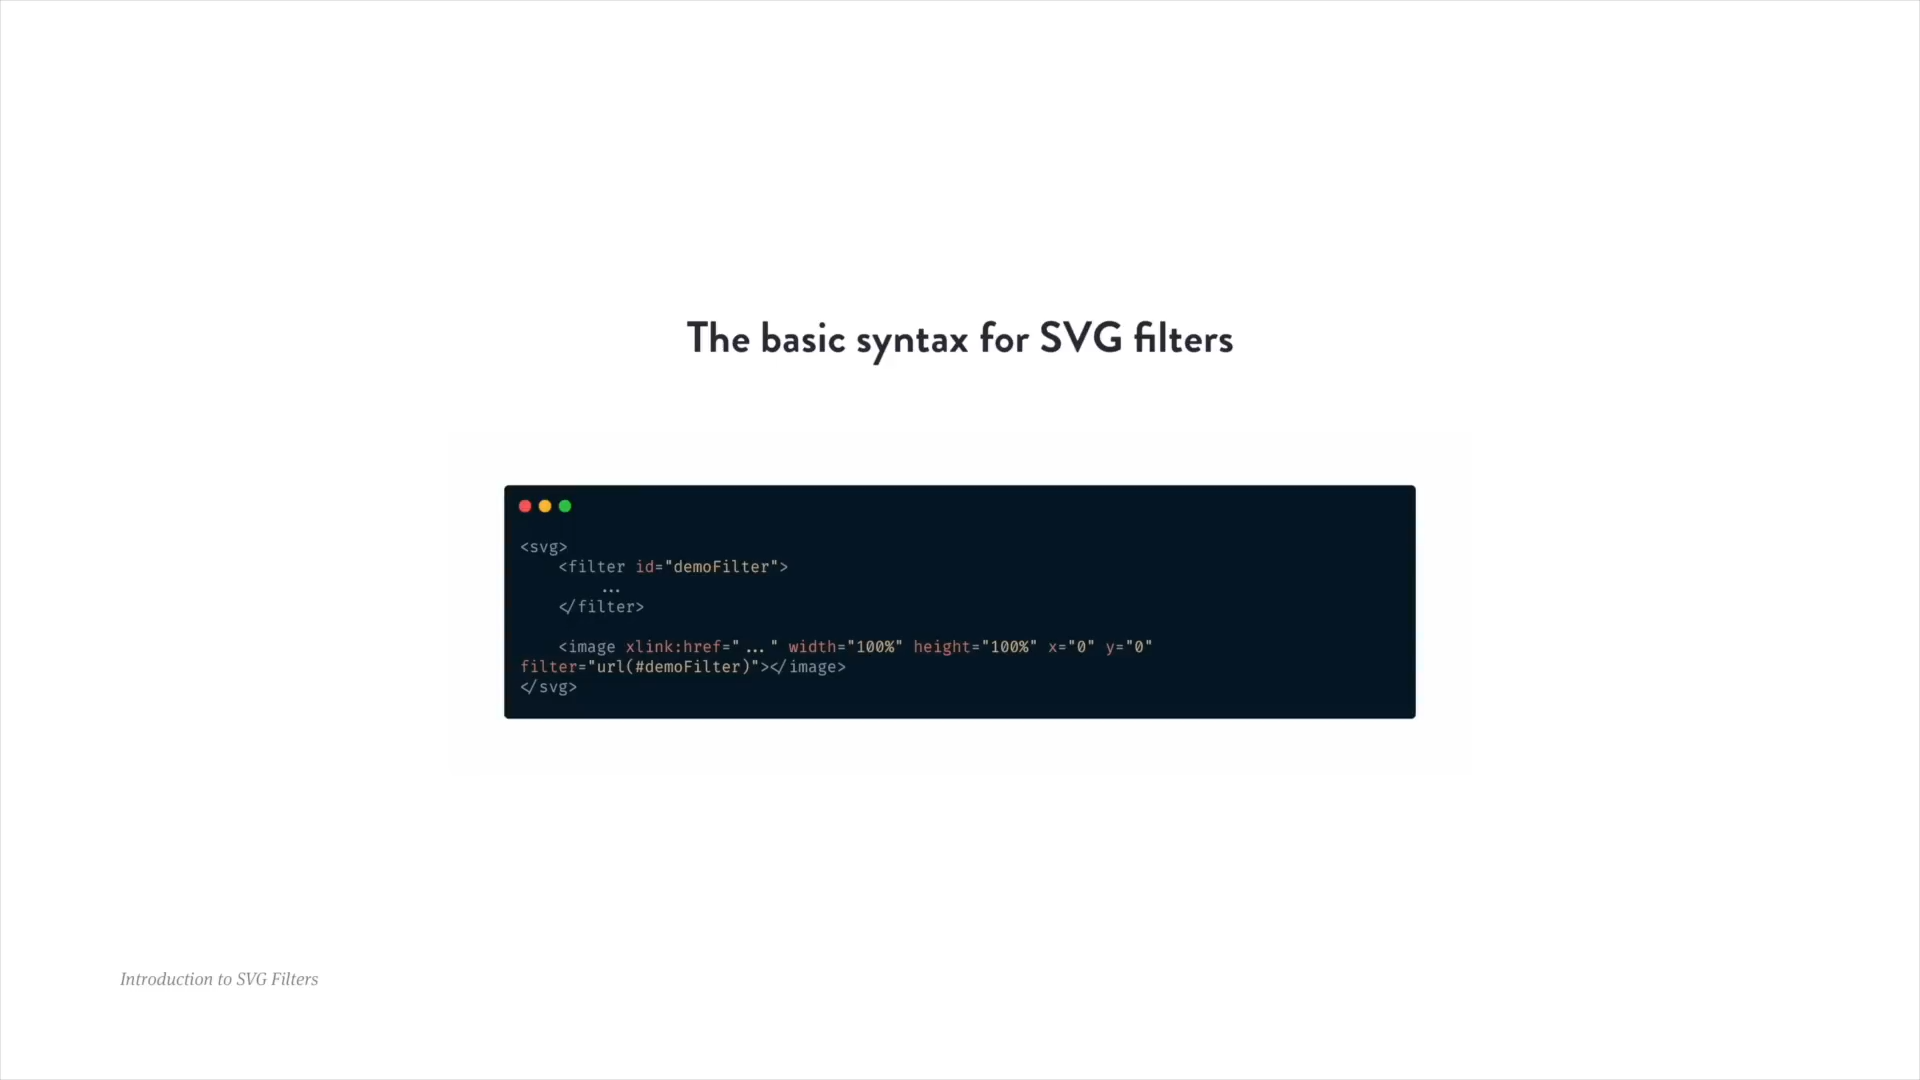 The basic syntax for SVG filters
<svg>
<filter id="demoFilter">
...
</filter>
<image xlink:href="..." width="100%" height="100%" x="0" y="0"
filter="url(#demoFilter)"></image>
</svg>
Introduction to SVG Filters